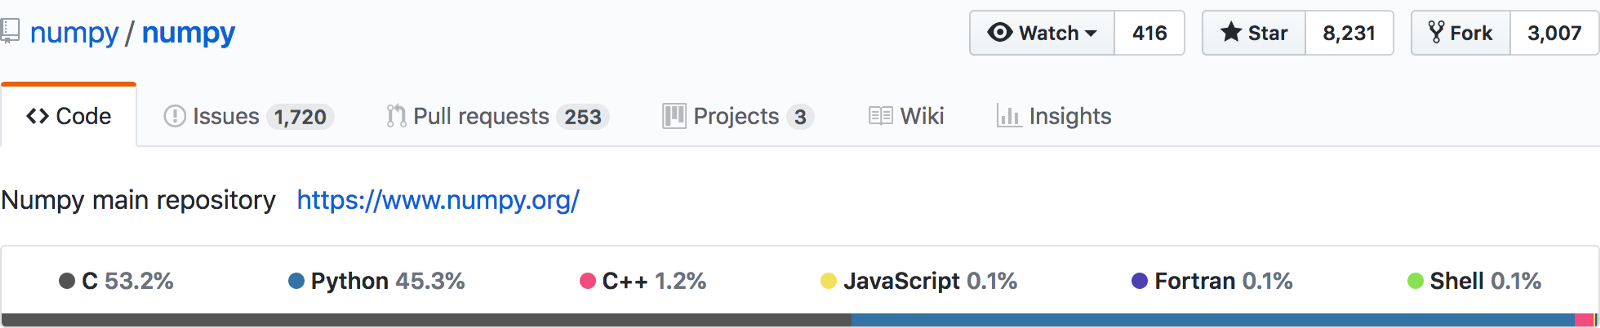 numpy / numpy Watch 416 Star 8,231 Fork 3,007
Code Issues 1,720 Pull requests 253 Projects 3 Wiki Insights
Numpy main repository https://www.numpy.org/
C 53.2% Python 45.3% C++ 1.2% JavaScript 0.1% Fortran 0.1% Shell 0.1%